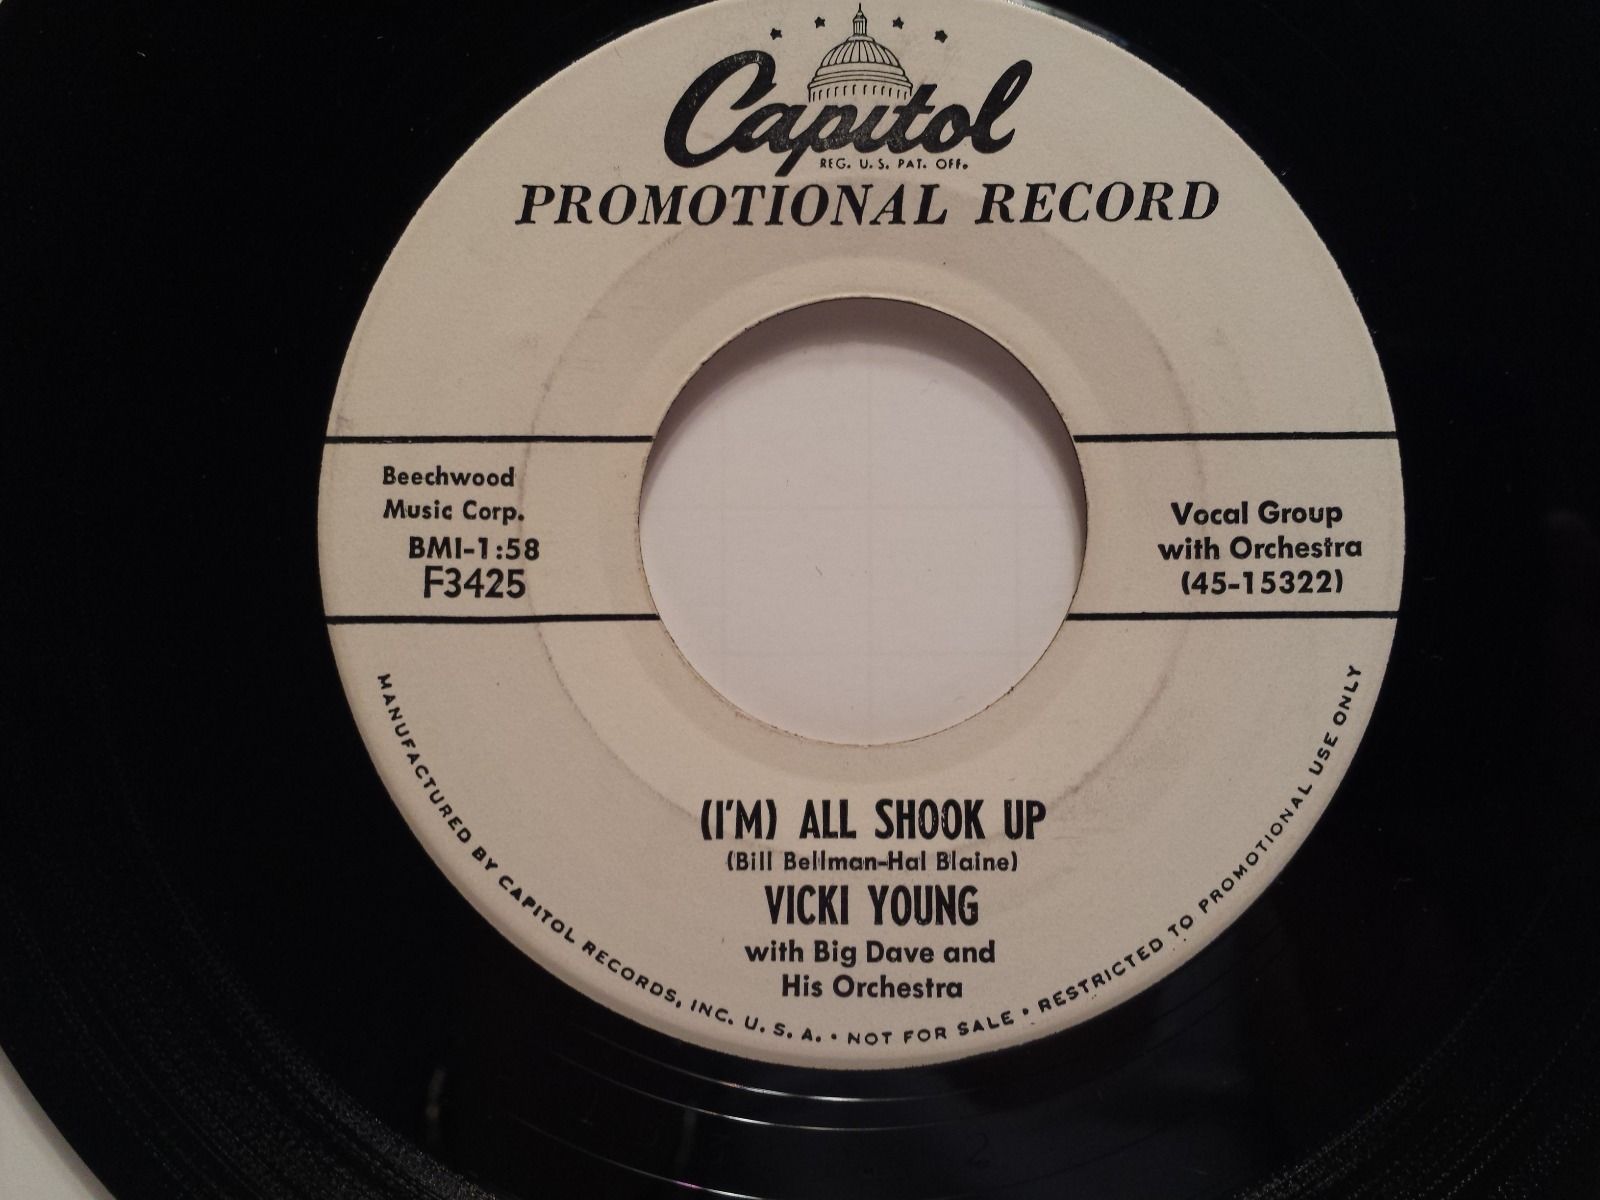 Capitol
REG. U.S. PAT. OFF.
PROMOTIONAL RECORD
Beechwood
Music Corp.
BMI-1:58
F3425
Vocal Group
with Orchestra
(45-15322)
(I'M) ALL SHOOK UP
(Bill Bellman-Hal Blaine)
VICKI YOUNG
with Big Dave and
His Orchestra
MANUFACTURED BY CAPITOL RECORDS, INC. U. S. A. • NOT FOR SALE • RESTRICTED TO PROMOTIONAL USE ONLY